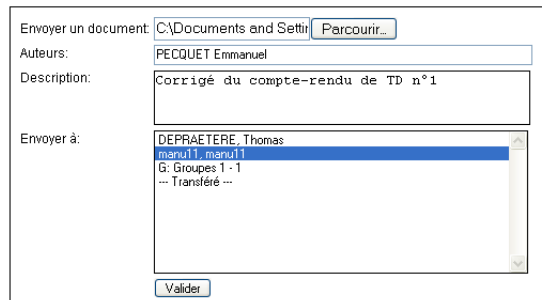 Envoyer un document: C:\Documents and Settin Parcourir...
Auteurs: PECQUET Emmanuel
Description: Corrigé du compte-rendu de TD n°1
Envoyer à: DEPRAETERE, Thomas
manu11, manu11
G: Groupes 1 - 1
--- Transféré ---
Valider